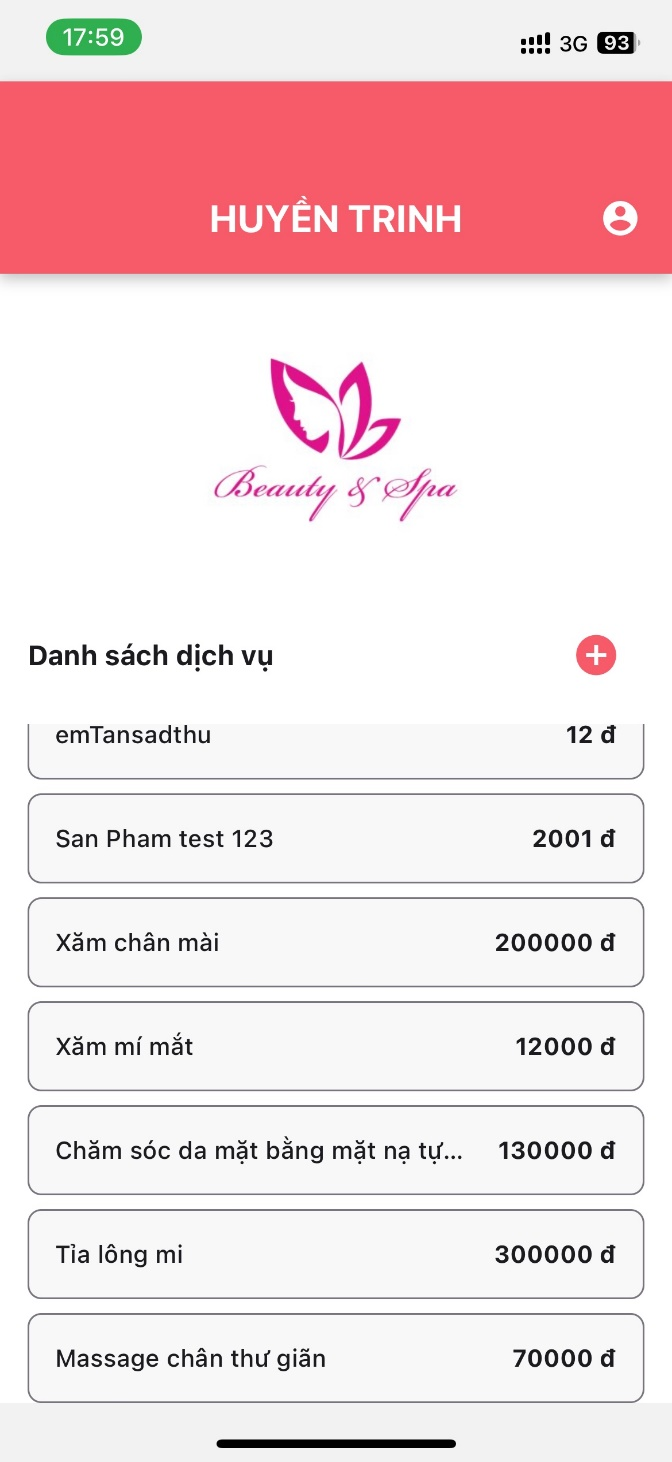 17:59
3G 93
HUYỀN TRINH
Beauty & Spa
Danh sách dịch vụ
emTansadthu 12 đ
San Pham test 123 2001 đ
Xăm chân mài 200000 đ
Xăm mí mắt 12000 đ
Chăm sóc da mặt bằng mặt nạ tự... 130000 đ
Tỉa lông mi 300000 đ
Massage chân thư giãn 70000 đ